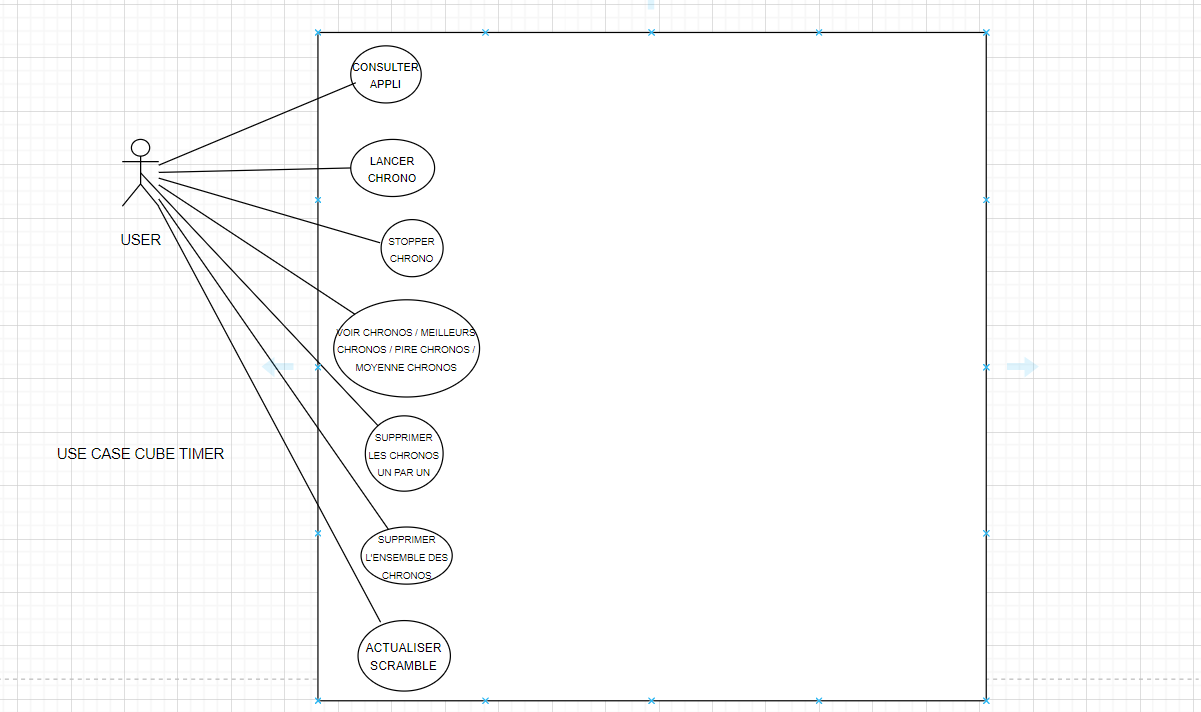 CONSULTER
APPLI
LANCER
CHRONO
USER
STOPPER
CHRONO
VOIR CHRONOS / MEILLEURS
CHRONOS / PIRE CHRONOS /
MOYENNE CHRONOS
USE CASE CUBE TIMER
SUPPRIMER
LES CHRONOS
UN PAR UN
SUPPRIMER
L'ENSEMBLE DES
CHRONOS
ACTUALISER
SCRAMBLE